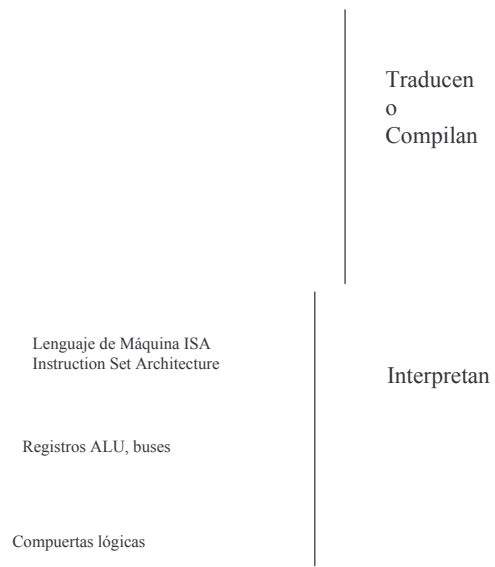 Traducen
o
Compilan
Lenguaje de Máquina ISA
Instruction Set Architecture
Interpretan
Registros ALU, buses
Compuertas lógicas